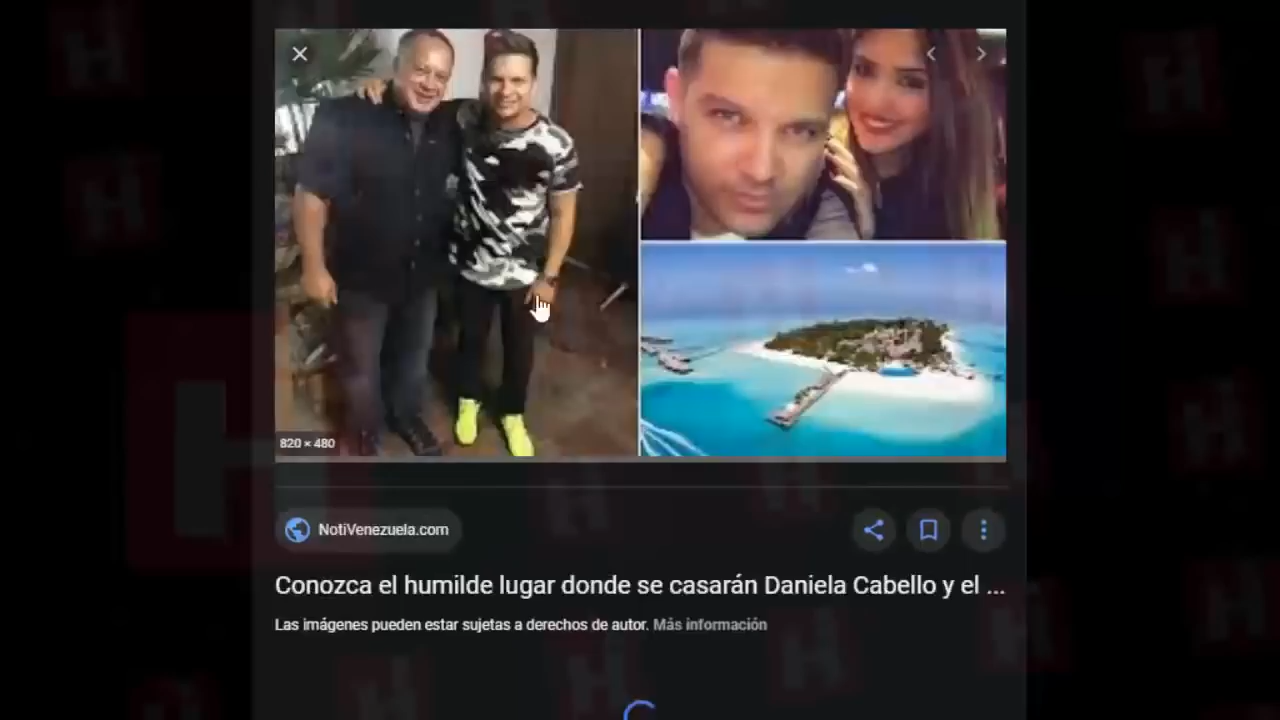 820 × 480
NotiVenezuela.com
Conozca el humilde lugar donde se casarán Daniela Cabello y el ...
Las imágenes pueden estar sujetas a derechos de autor. Más información